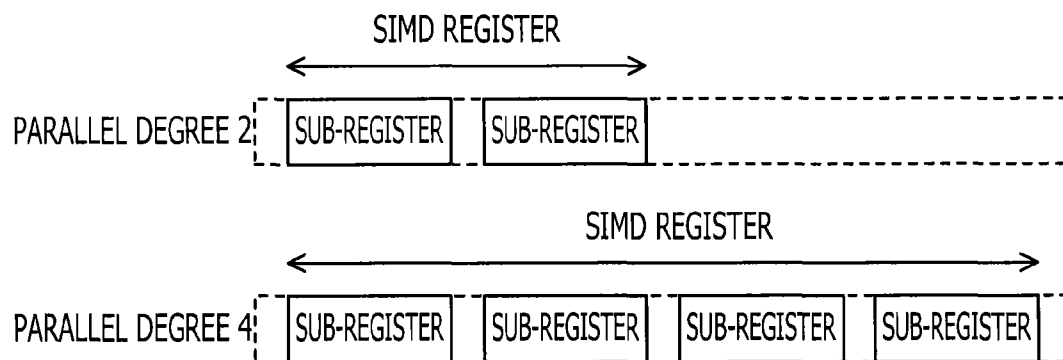 SIMD REGISTER
PARALLEL DEGREE 2 SUB-REGISTER SUB-REGISTER
SIMD REGISTER
PARALLEL DEGREE 4 SUB-REGISTER SUB-REGISTER SUB-REGISTER SUB-REGISTER